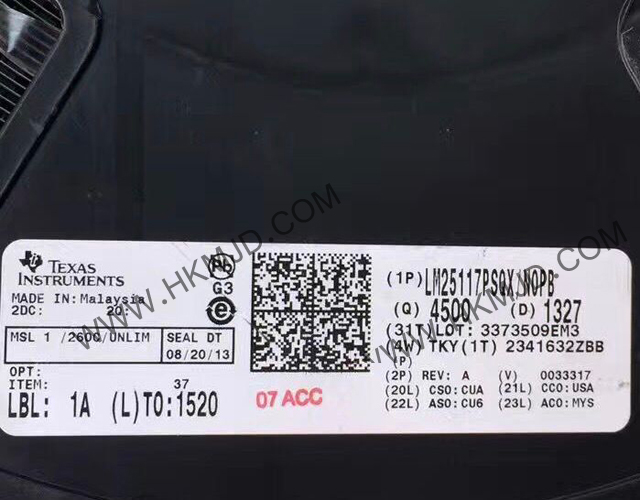 TEXAS
INSTRUMENTS
MADE IN: Malaysia
2DC: 20:
MSL 1 /260C/UNLIM SEAL DT
08/20/13
OPT:
ITEM: 37
LBL: 1A (L)TO:1520
Pb
G3
e
07 ACC
(1P) LM25117PSQX/NOPB
(Q) 4500 (D) 1327
(31T) LOT: 3373509EM3
(4W) TKY(1T) 2341632ZBB
(P)
(2P) REV: A (V) 0033317
(20L) CSO:CUA (21L) CCO:USA
(22L) ASO:CU6 (23L) ACO:MYS
WWW.HKMJD.COM
WWW.HKMJD.COM